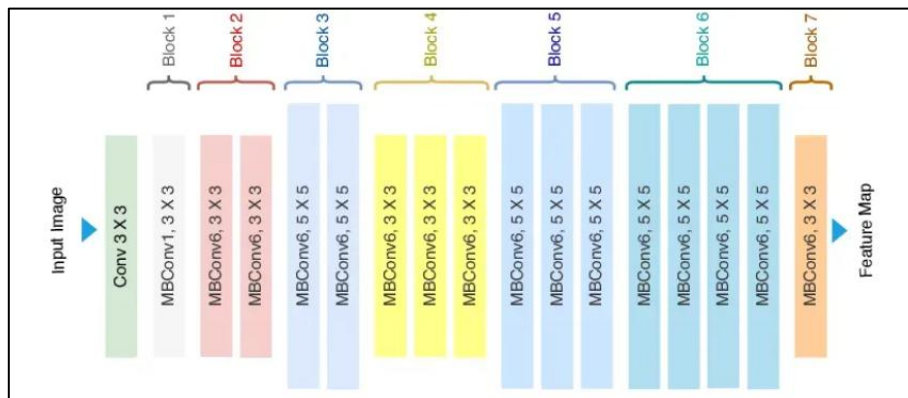 Block 1
Block 2
Block 3
Block 4
Block 5
Block 6
Block 7
Input Image
Conv 3 X 3
MBConv1, 3 X 3
MBConv6, 3 X 3
MBConv6, 3 X 3
MBConv6, 5 X 5
MBConv6, 5 X 5
MBConv6, 3 X 3
MBConv6, 3 X 3
MBConv6, 3 X 3
MBConv6, 5 X 5
MBConv6, 5 X 5
MBConv6, 5 X 5
MBConv6, 5 X 5
MBConv6, 5 X 5
MBConv6, 5 X 5
MBConv6, 5 X 5
MBConv6, 3 X 3
Feature Map